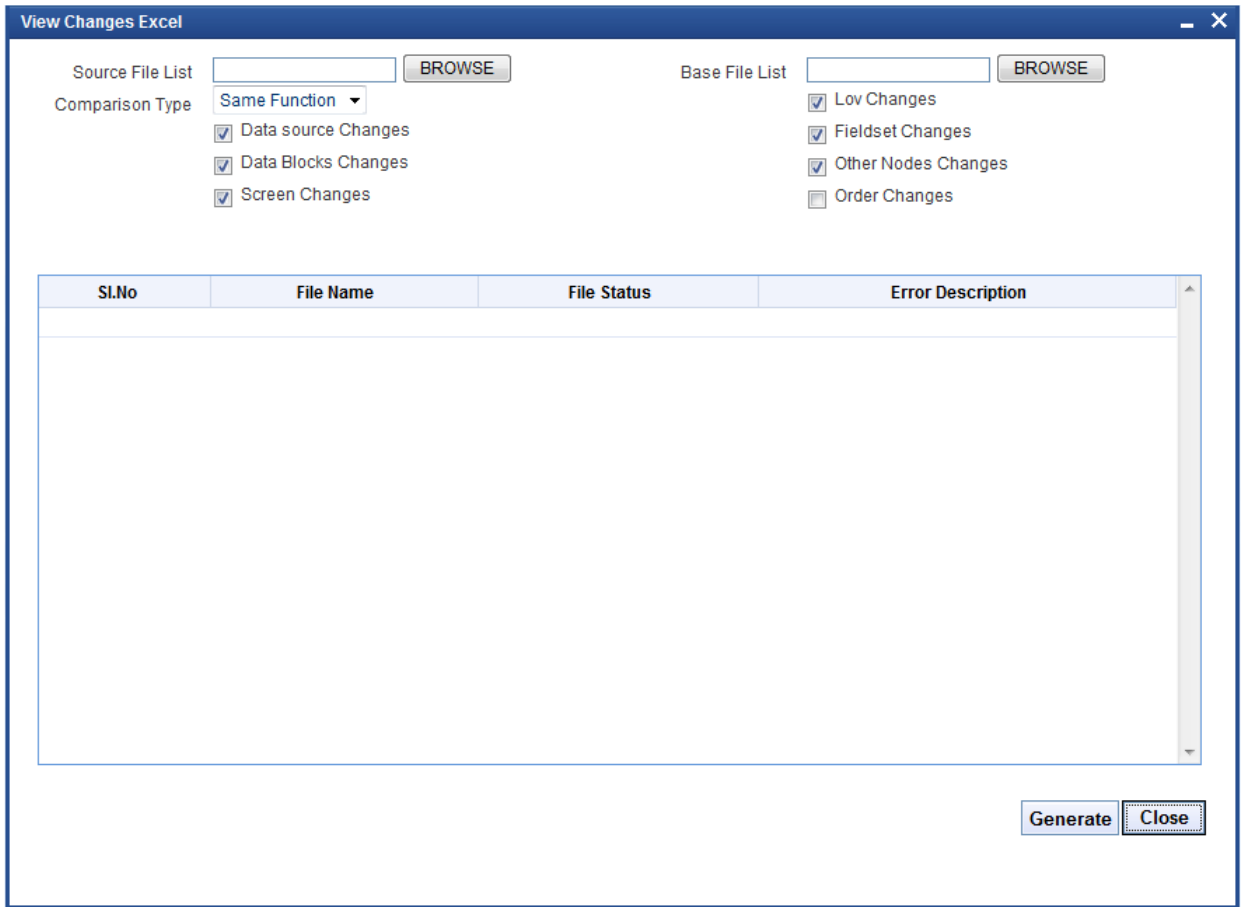 View Changes Excel
Source File List BROWSE Base File List BROWSE
Comparison Type Same Function Lov Changes
Data source Changes Fieldset Changes
Data Blocks Changes Other Nodes Changes
Screen Changes Order Changes
Sl.No File Name File Status Error Description
Generate Close